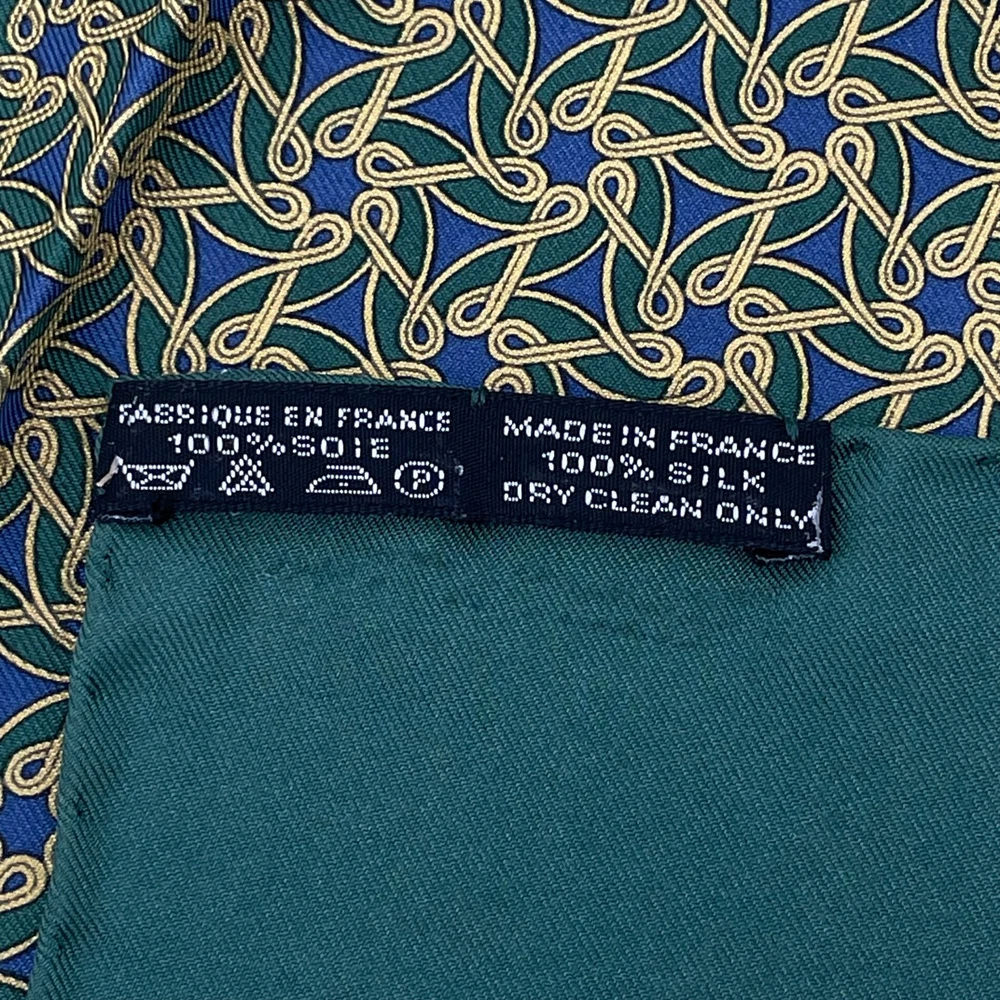 FABRIQUE EN FRANCE
100% SOIE
P
MADE IN FRANCE
100% SILK
DRY CLEAN ONLY